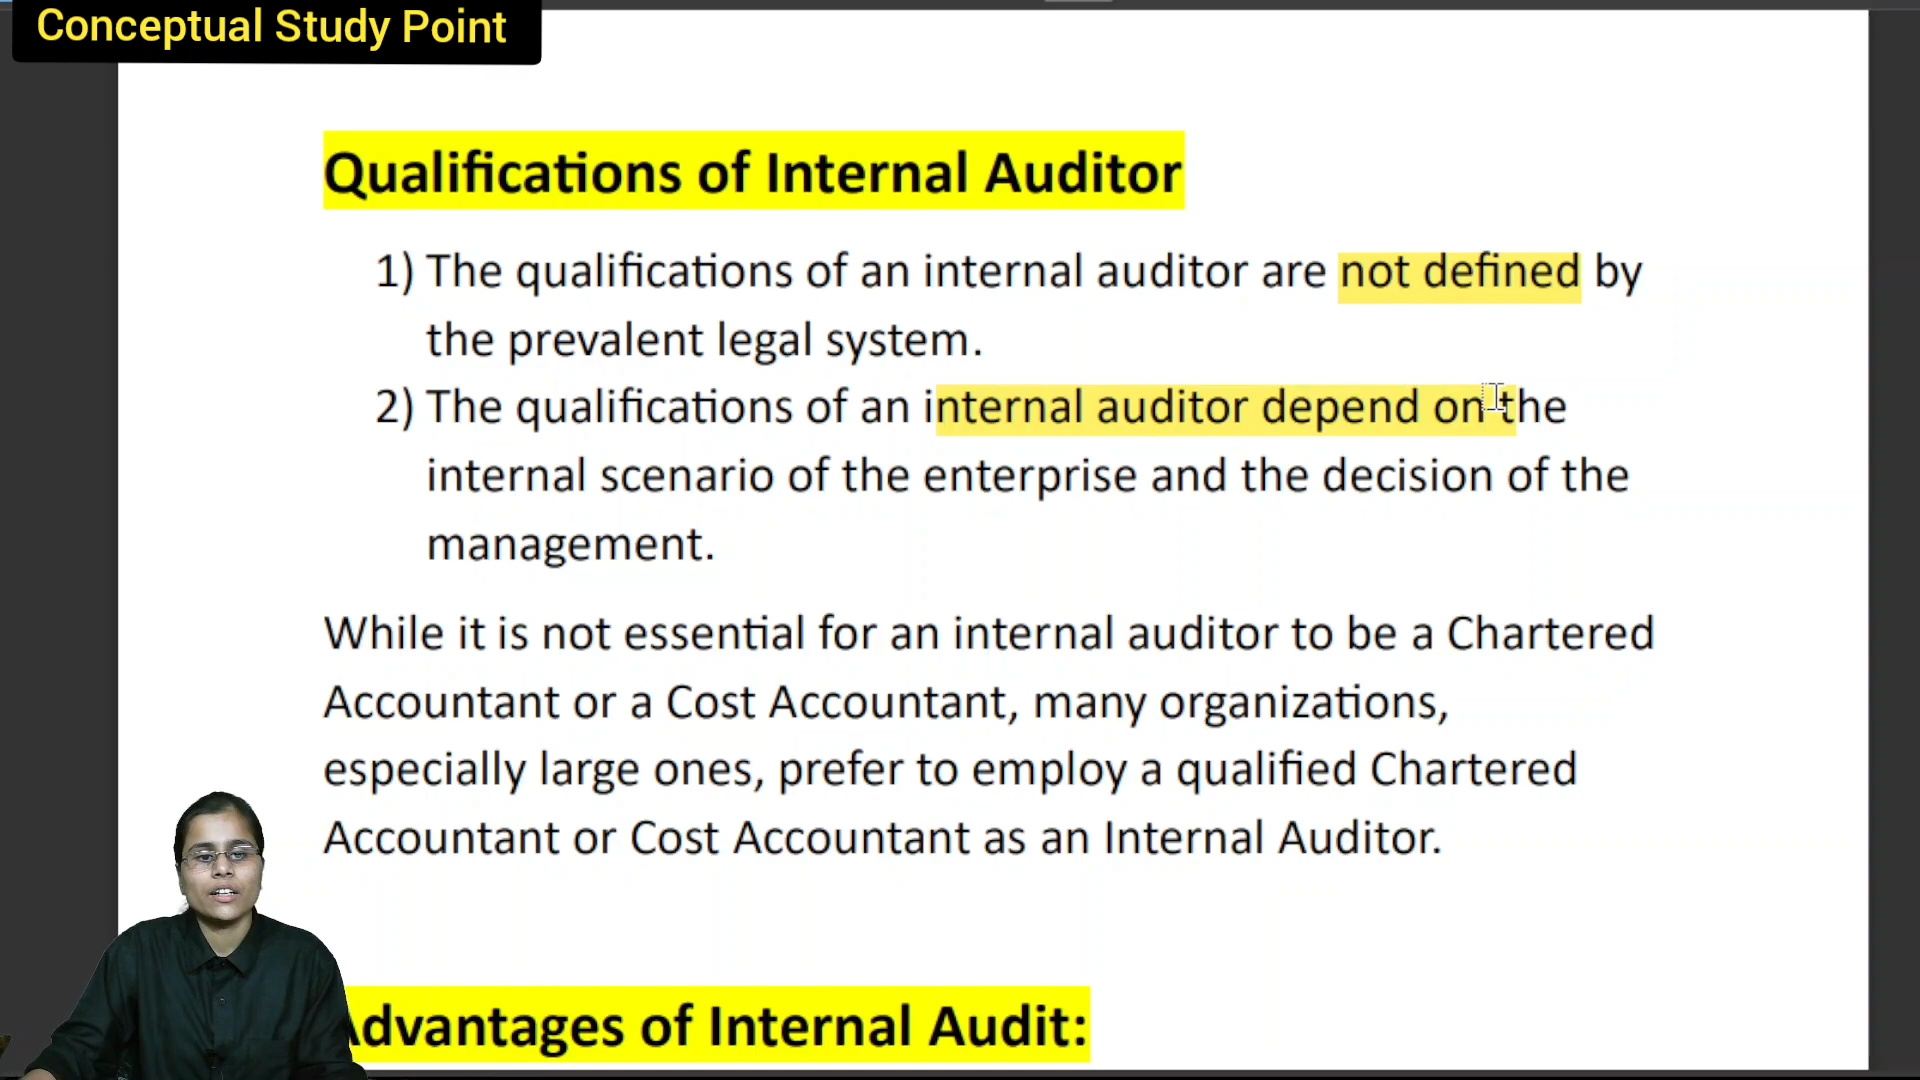 Conceptual Study Point
Qualifications of Internal Auditor
1) The qualifications of an internal auditor are not defined by
the prevalent legal system.
2) The qualifications of an internal auditor depend on the
internal scenario of the enterprise and the decision of the
management.
While it is not essential for an internal auditor to be a Chartered
Accountant or a Cost Accountant, many organizations,
especially large ones, prefer to employ a qualified Chartered
Accountant or Cost Accountant as an Internal Auditor.
Advantages of Internal Audit: